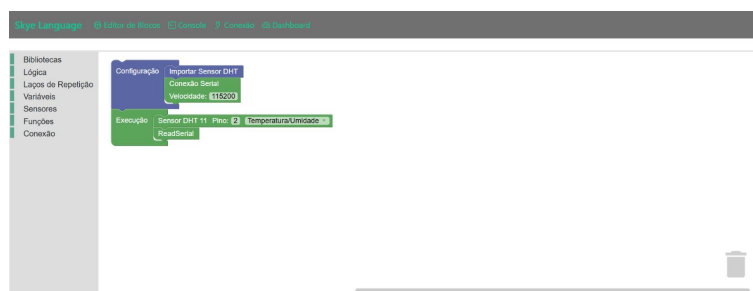 Skye Language Editor de Blocos Console Conexão Dashboard
Bibliotecas
Lógica
Laços de Repetição
Variáveis
Sensores
Funções
Conexão
Configuração Importar Sensor DHT
Conexão Serial
Velocidade: 115200
Execução Sensor DHT 11 Pino: 2 Temperatura/Umidade
ReadSerial